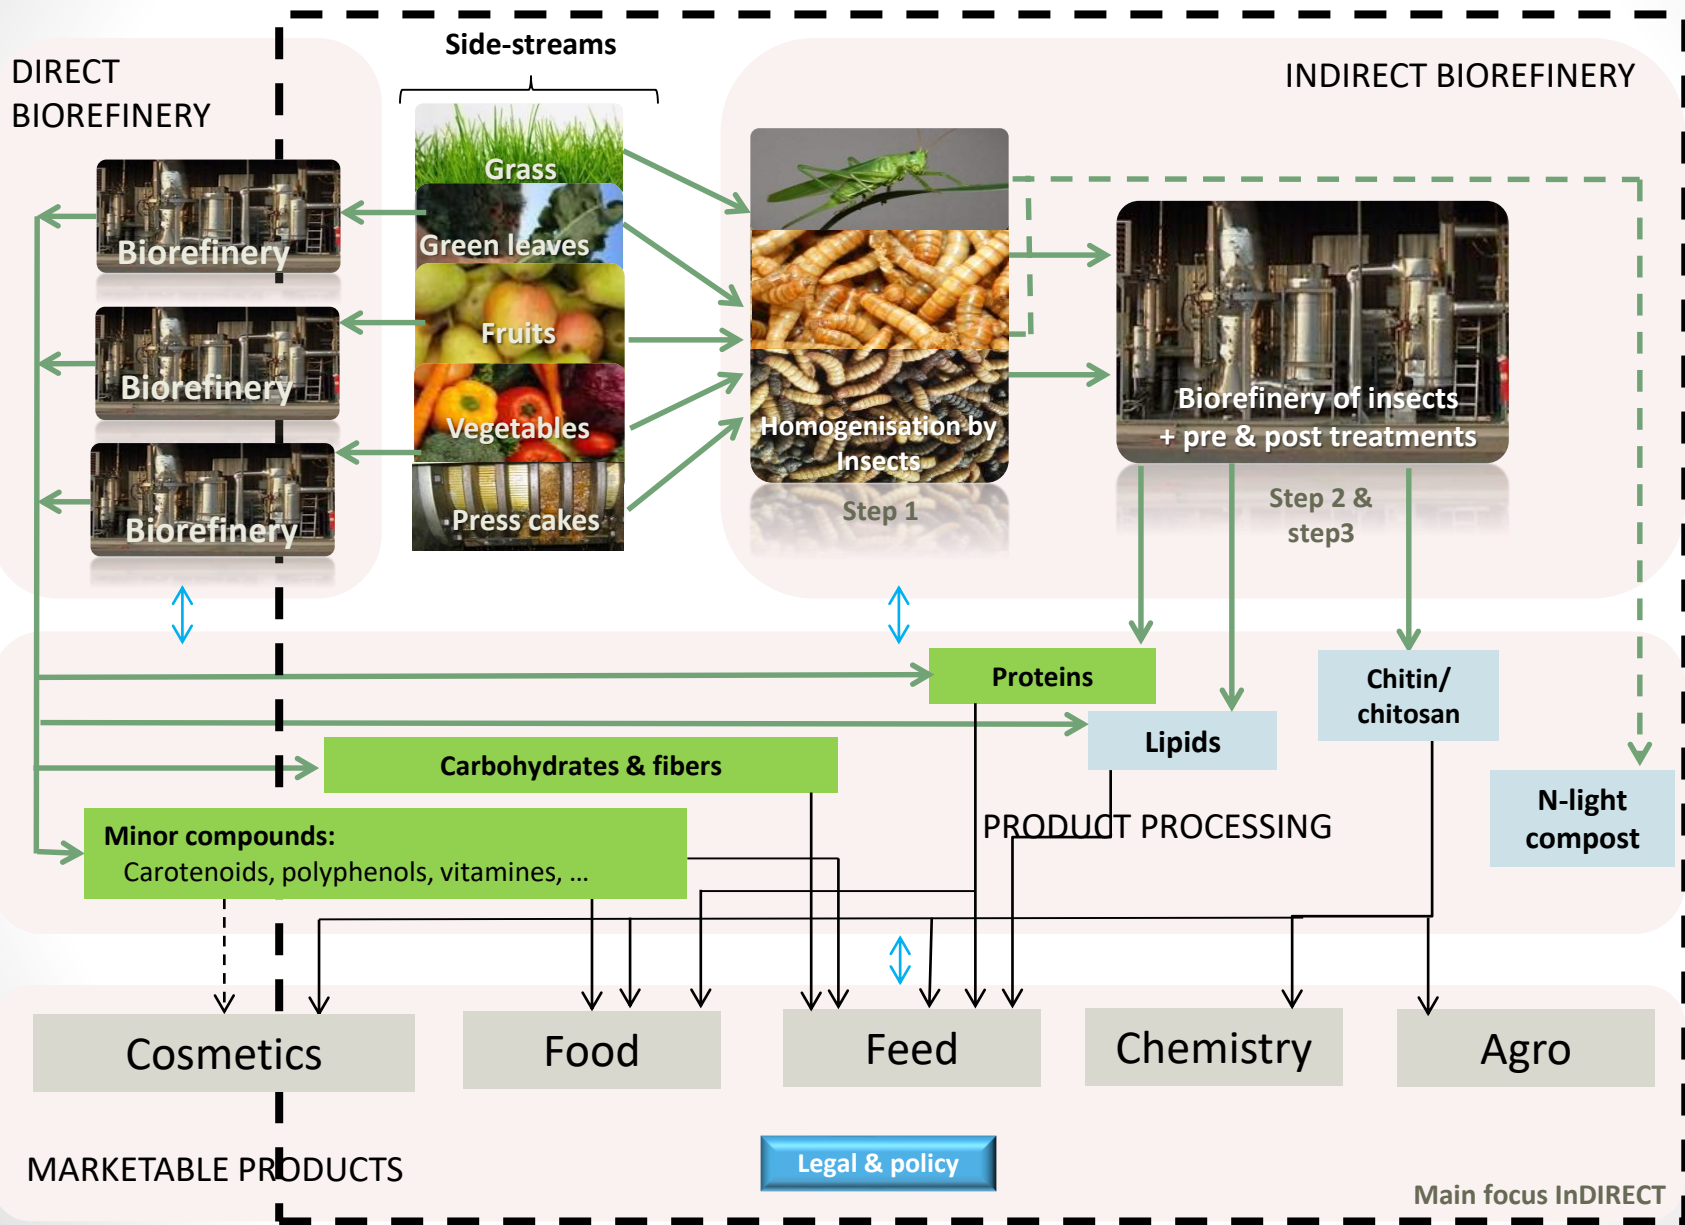 Side-streams
DIRECT
BIOREFINERY
INDIRECT BIOREFINERY
Grass
Green leaves
Fruits
Vegetables
Press cakes
Biorefinery
Biorefinery
Biorefinery
Homogenisation by
Insects
Step 1
Biorefinery of insects
+ pre & post treatments
Step 2 &
step3
Proteins
Chitin/
chitosan
Lipids
Carbohydrates & fibers
N-light
compost
PRODUCT PROCESSING
Minor compounds:
Carotenoids, polyphenols, vitamines, ...
Cosmetics
Food
Feed
Chemistry
Agro
MARKETABLE PRODUCTS
Legal & policy
Main focus InDIRECT